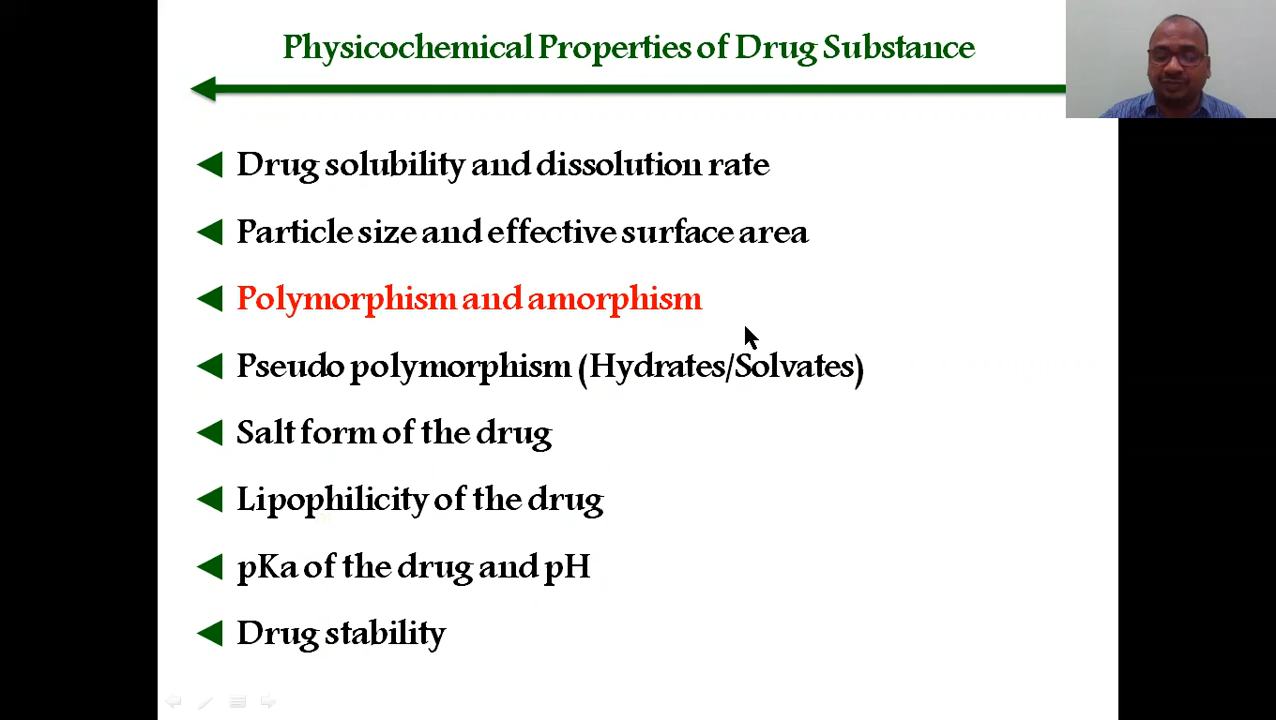 Physicochemical Properties of Drug Substance
Drug solubility and dissolution rate
Particle size and effective surface area
Polymorphism and amorphism
Pseudo polymorphism (Hydrates/Solvates)
Salt form of the drug
Lipophilicity of the drug
pKa of the drug and pH
Drug stability